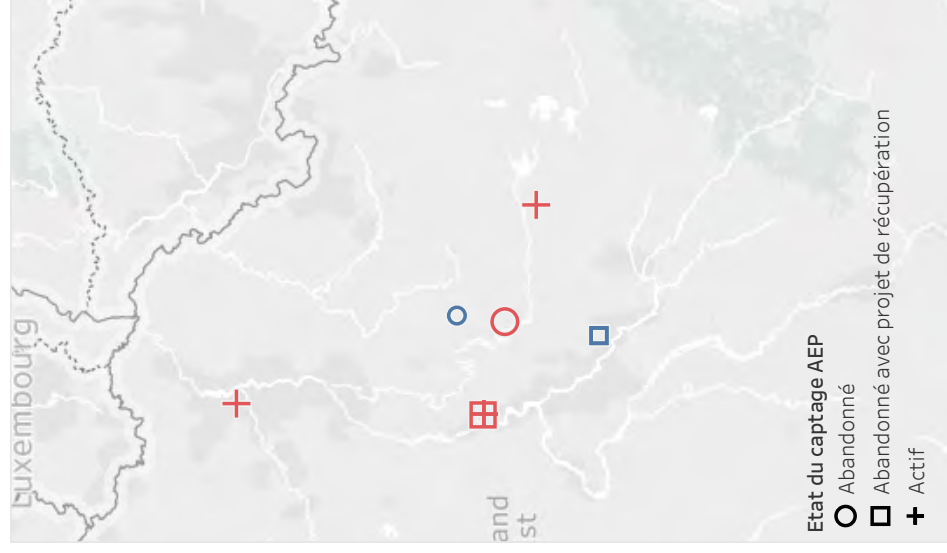 Luxembourg
and
st
Etat du captage AEP
Abandonné
Abandonné avec projet de récupération
Actif